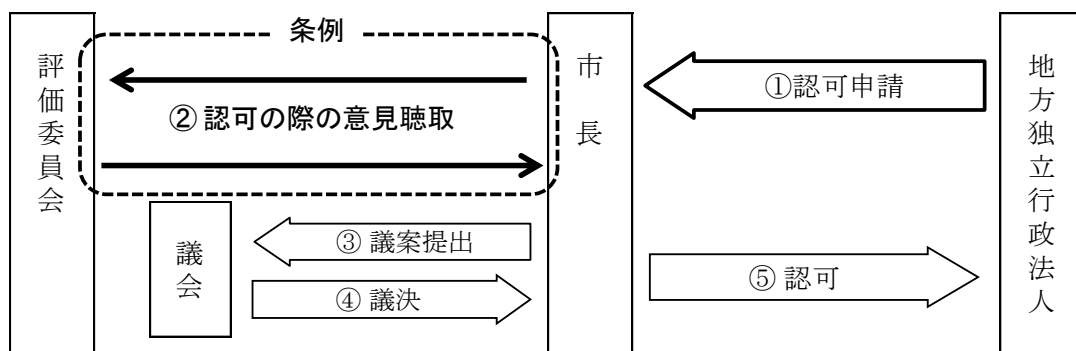 評価委員会
条例
② 認可の際の意見聴取
議会
③ 議案提出
④ 議決
市長
①認可申請
⑤ 認可
地方独立行政法人